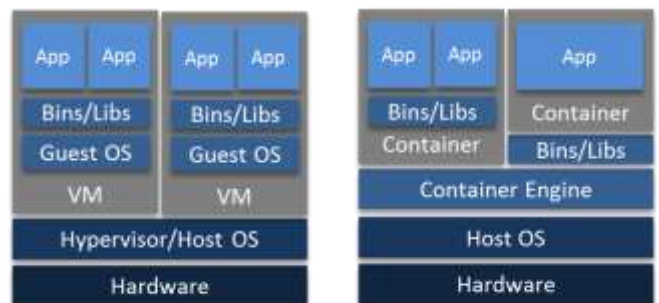 App App App App
Bins/Libs Bins/Libs
Guest OS Guest OS
VM VM
Hypervisor/Host OS
Hardware
App App App
Bins/Libs Container
Container Bins/Libs
Container Engine
Host OS
Hardware